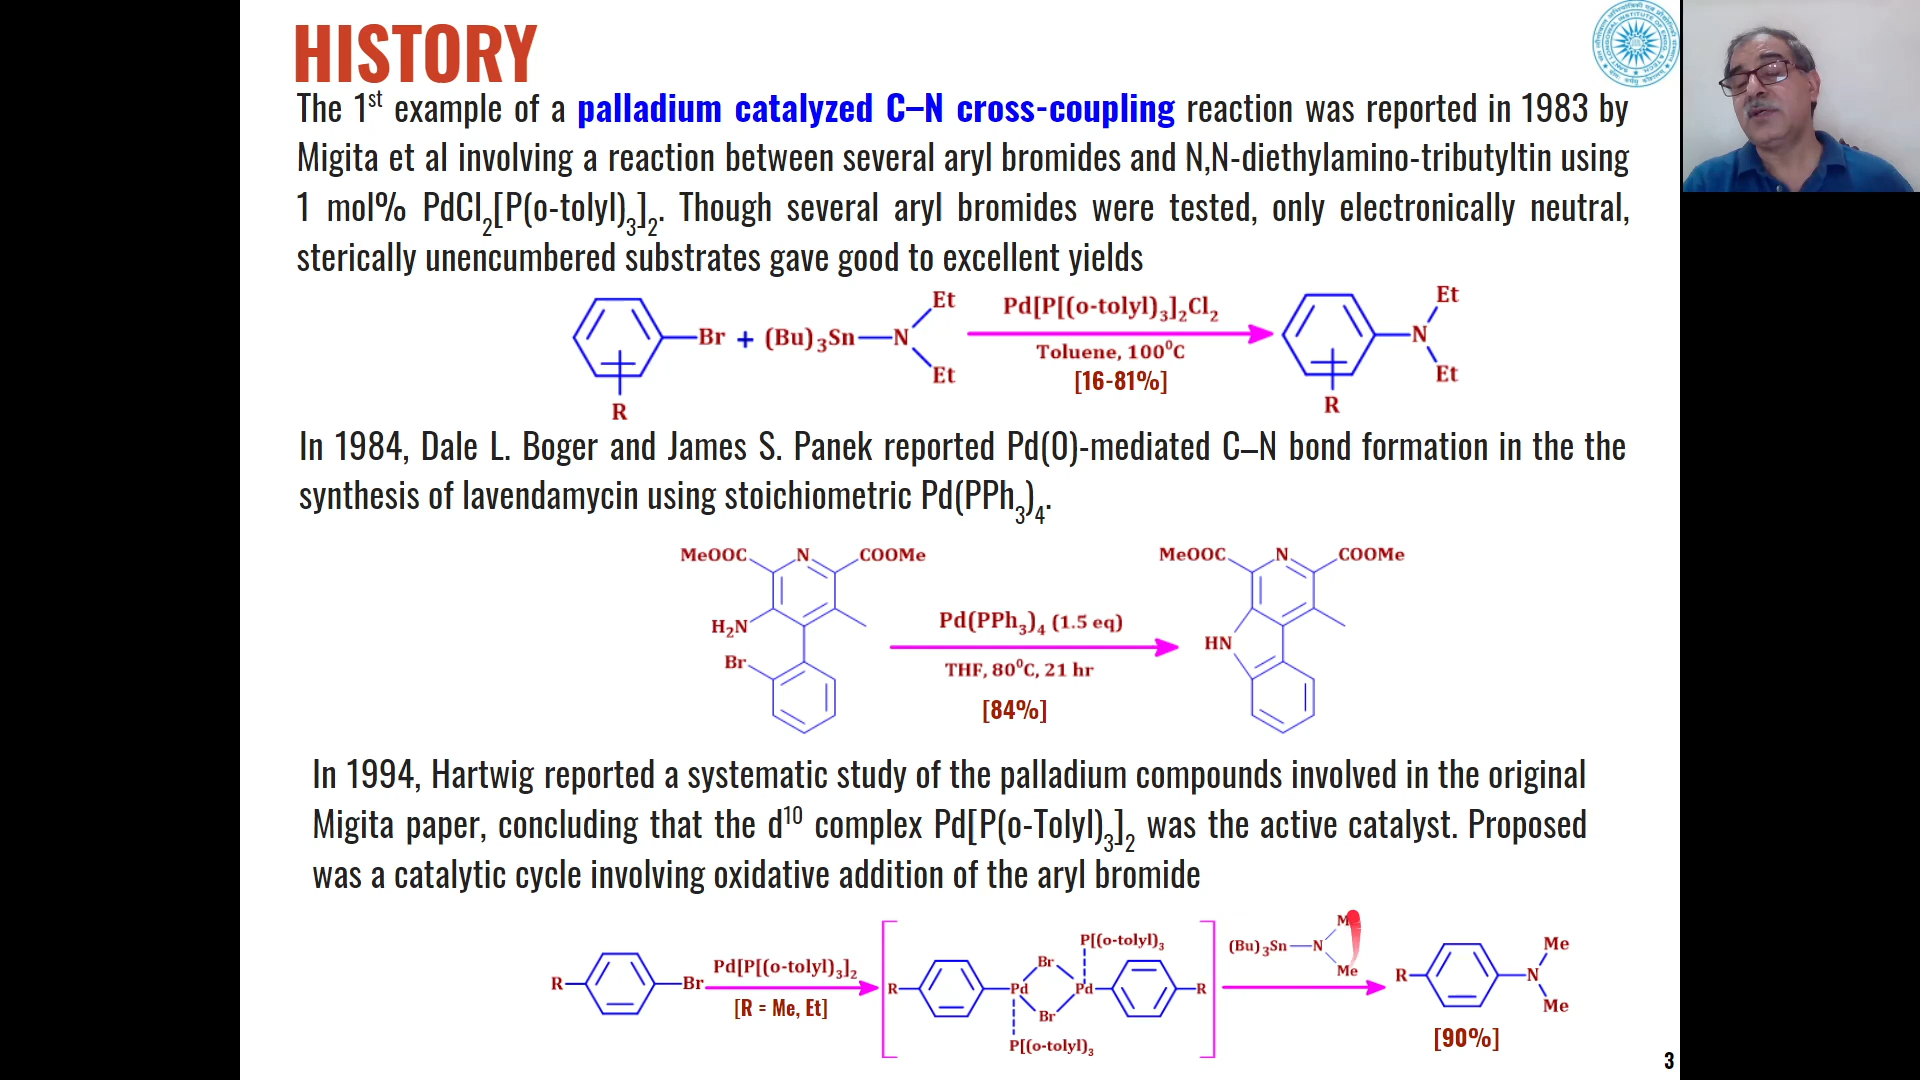 HISTORY
The 1st example of a palladium catalyzed C–N cross-coupling reaction was reported in 1983 by
Migita et al involving a reaction between several aryl bromides and N,N-diethylamino-tributyltin using
1 mol% PdCl2[P(o-tolyl)3]2. Though several aryl bromides were tested, only electronically neutral,
sterically unencumbered substrates gave good to excellent yields
Et
Pd[P[(o-tolyl)3]2Cl2
Et
Br + (Bu)3Sn N
N
Toluene, 100⁰C
Et
[16-81%]
Et
R
R
In 1984, Dale L. Boger and James S. Panek reported Pd(0)-mediated C–N bond formation in the the
synthesis of lavendamycin using stoichiometric Pd(PPh3)4.
MeOOC N COOMe
MeOOC N COOMe
H2N
Pd(PPh3)4 (1.5 eq)
HN
Br
THF, 80⁰C, 21 hr
[84%]
In 1994, Hartwig reported a systematic study of the palladium compounds involved in the original
Migita paper, concluding that the d10 complex Pd[P(o-Tolyl)3]2 was the active catalyst. Proposed
was a catalytic cycle involving oxidative addition of the aryl bromide
R Br
Pd[P[(o-tolyl)3]2
[R = Me, Et]
P[(o-tolyl)3
Br
R Pd Pd R
Br
P[(o-tolyl)3
M
(Bu)3Sn N
Me
Me
R N
Me
[90%]
3